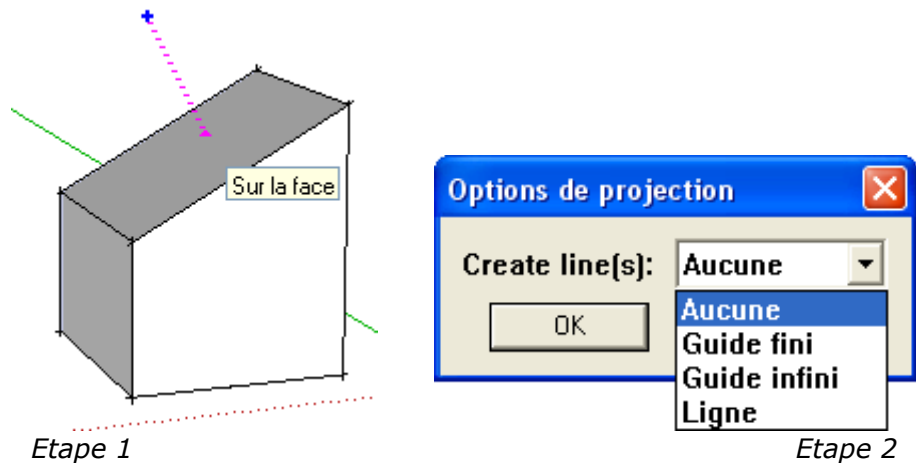 Sur la face
Options de projection
Create line(s): Aucune
OK
Aucune
Guide fini
Guide infini
Ligne
Etape 1
Etape 2